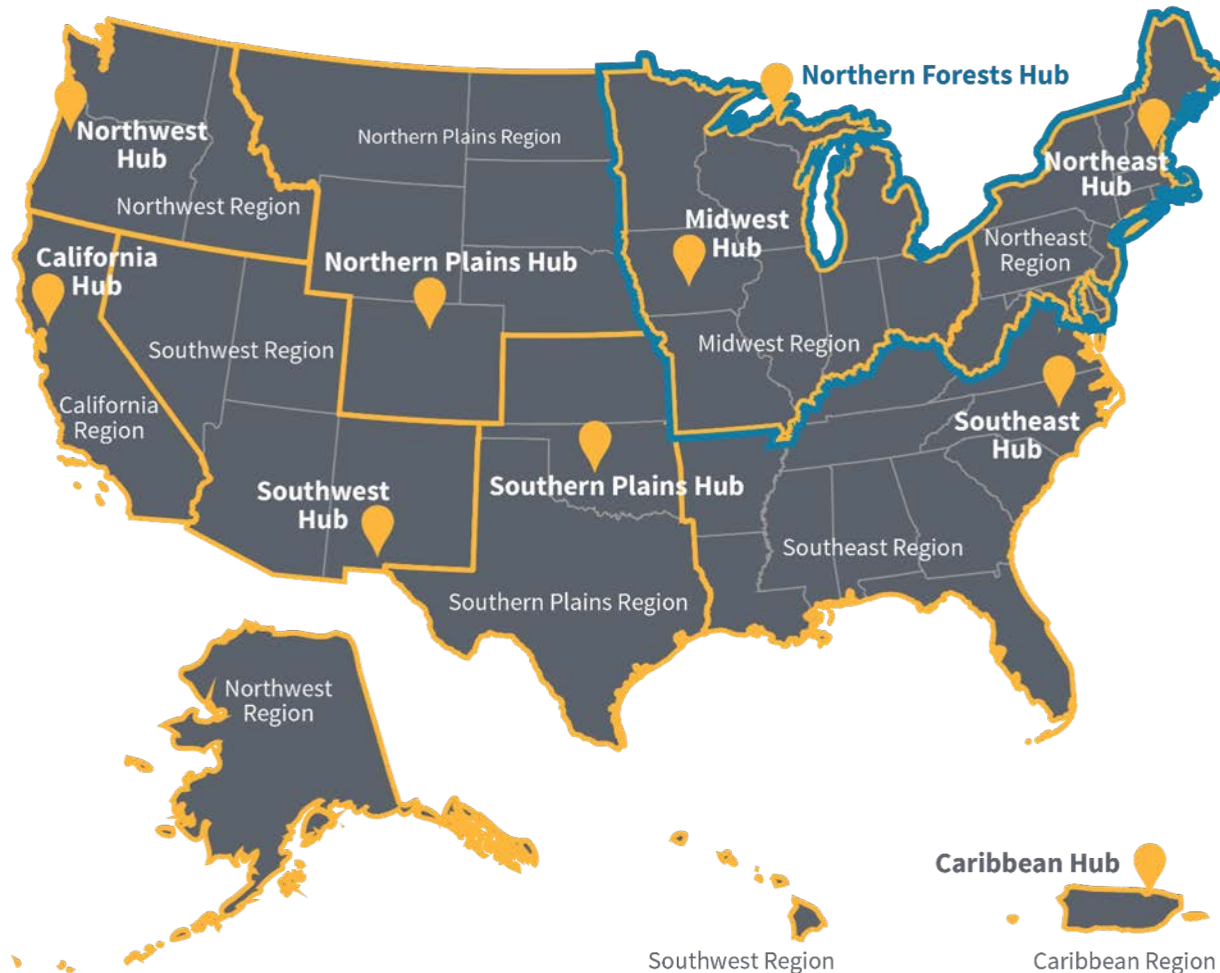 Northern Forests Hub
Northwest
Hub
Northern Plains Region
Northeast
Hub
Northwest Region
Midwest
Hub
Northeast
Region
California
Hub
Northern Plains Hub
Southwest Region
Midwest Region
California
Region
Southeast
Hub
Southwest
Hub
Southern Plains Hub
Southeast Region
Southern Plains Region
Northwest
Region
Caribbean Hub
Southwest Region
Caribbean Region